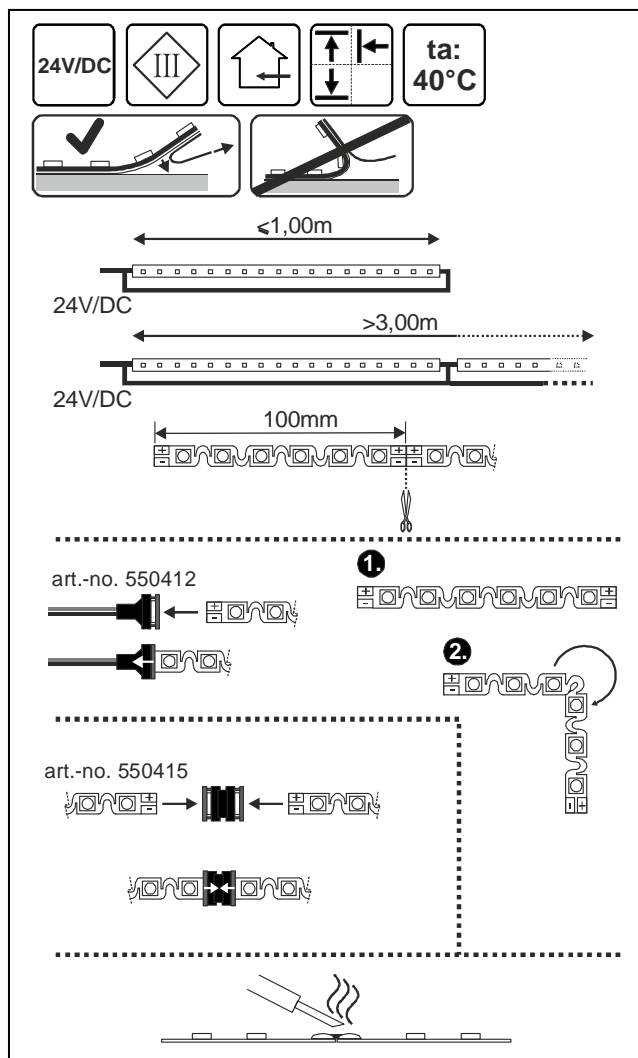 24V/DC
III
ta:
40°C
⩽1,00m
24V/DC
>3,00m
24V/DC
100mm
+
-
+ +
- -
art.-no. 550412
+
-
1.
+
-
+
-
2.
+
-
- +
art.-no. 550415
+
-
+
-